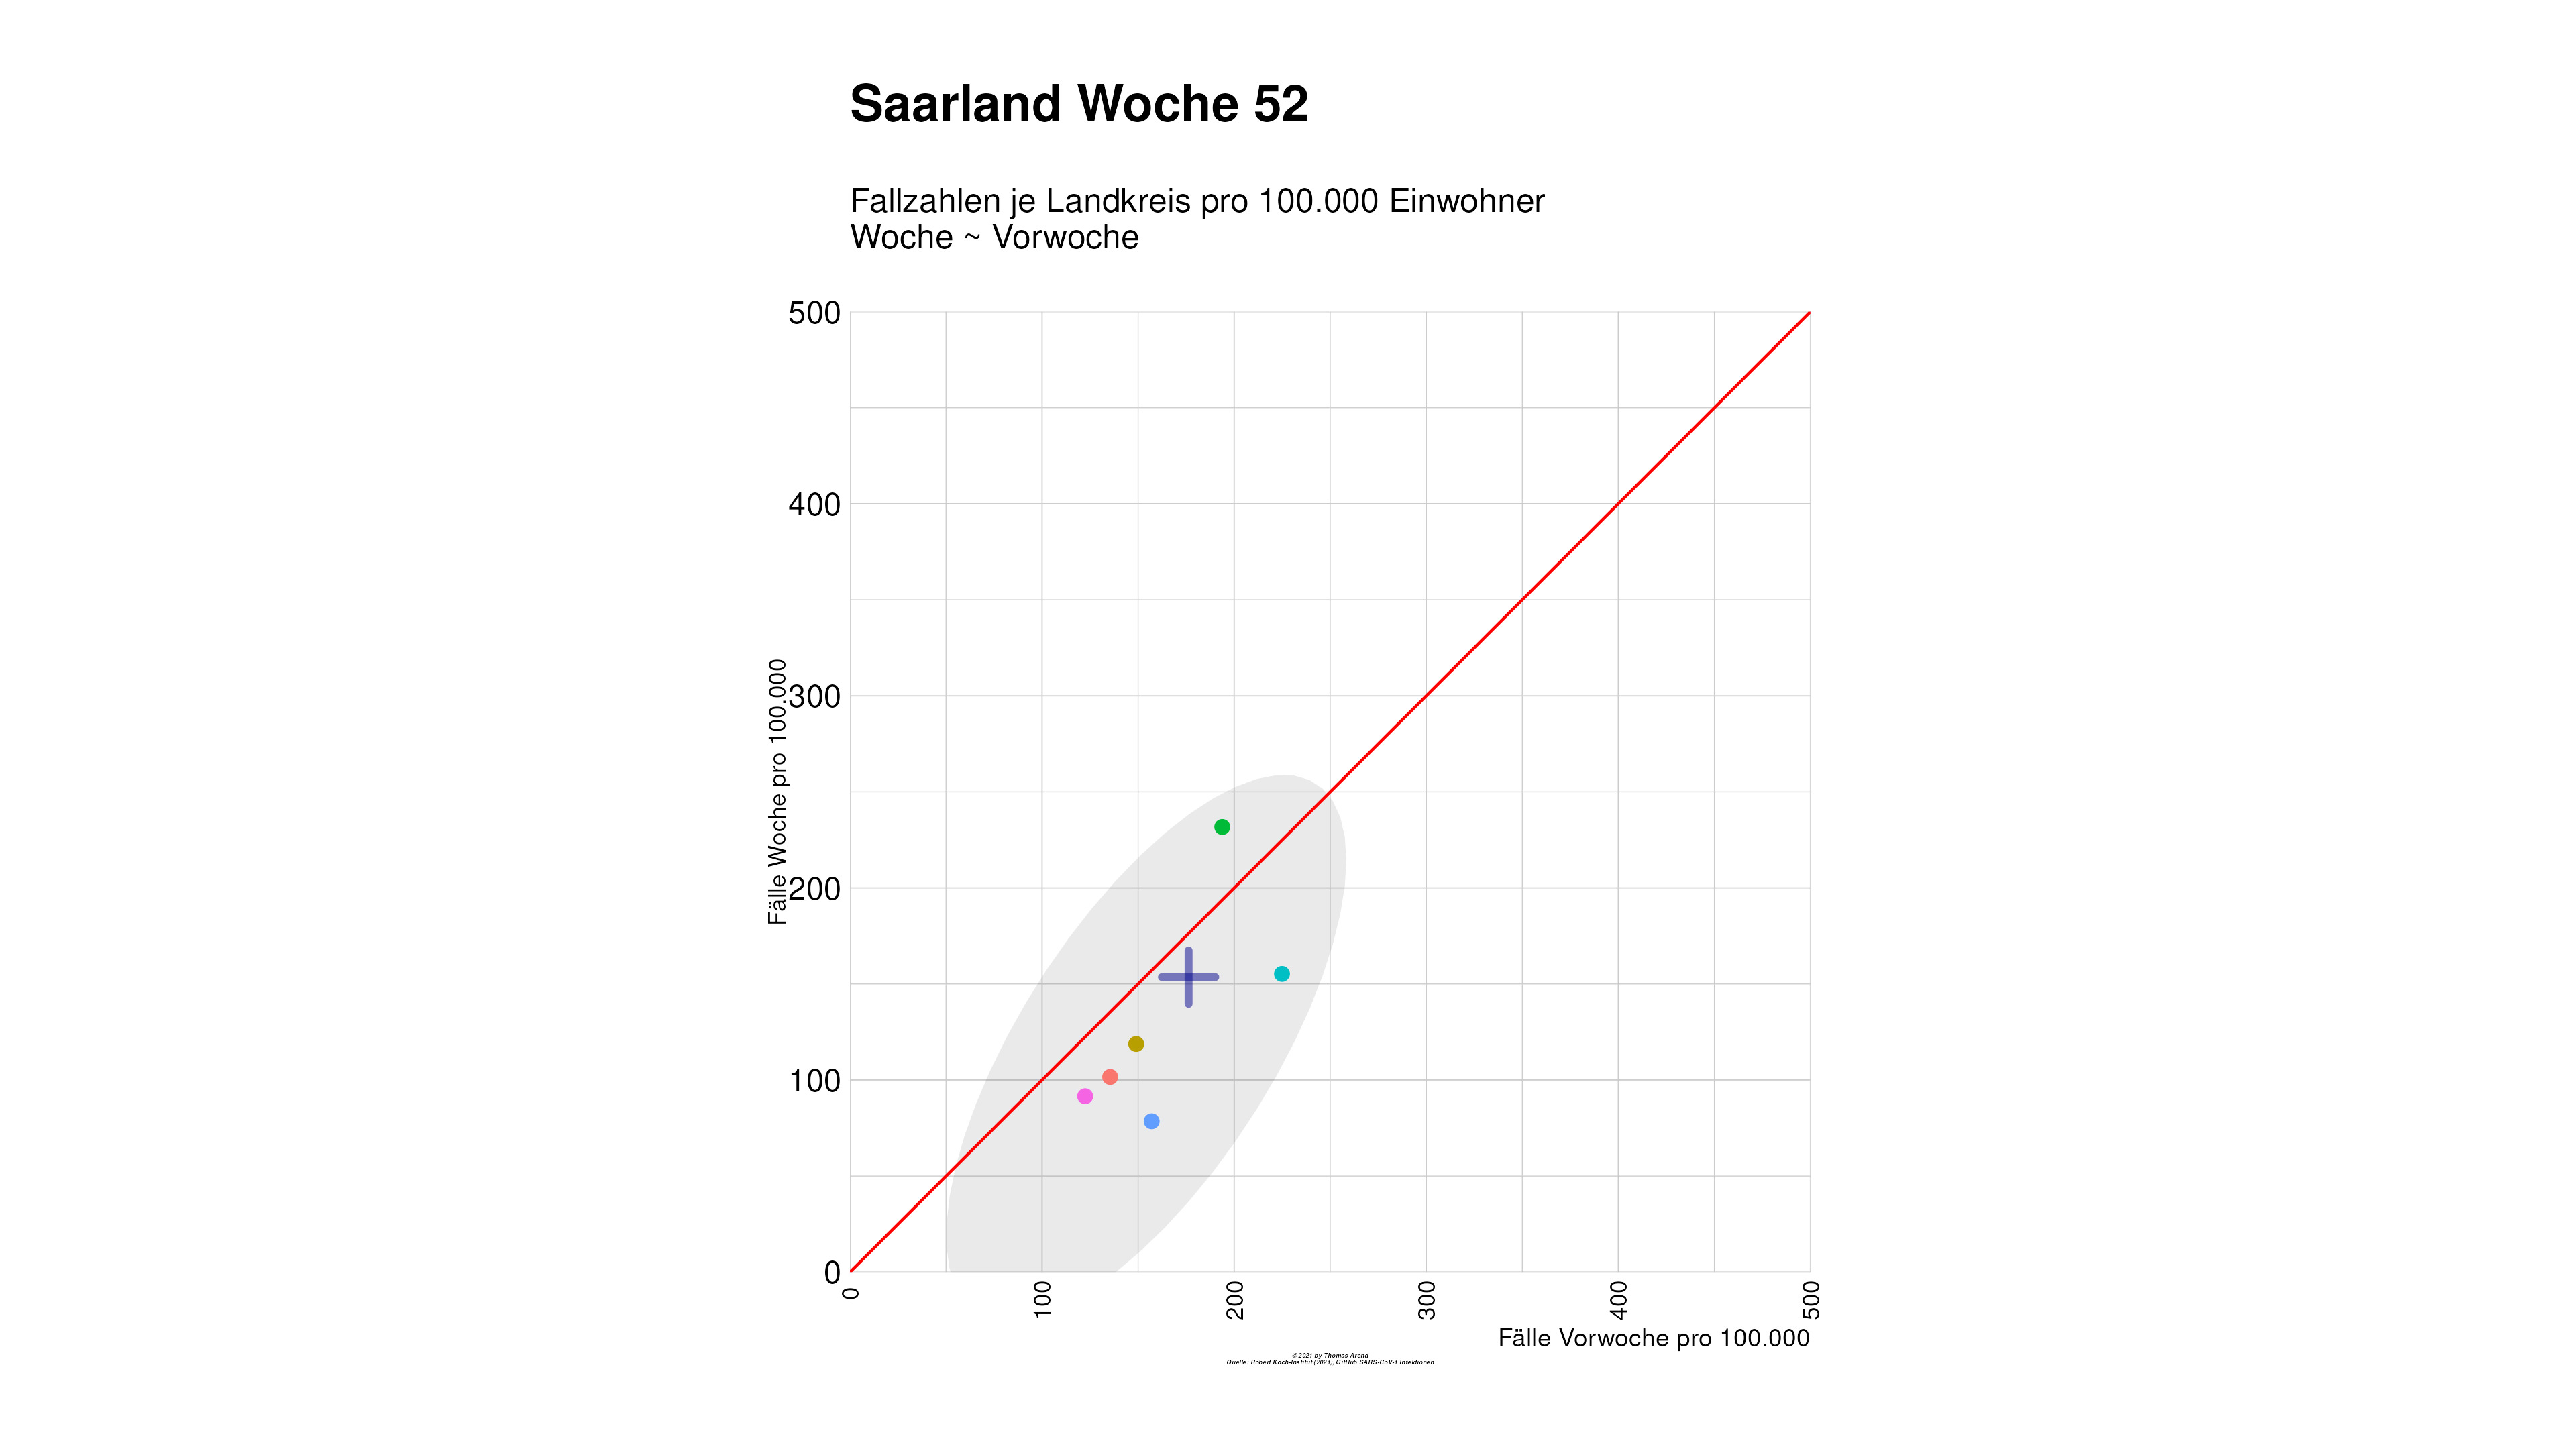 Saarland Woche 52
Fallzahlen je Landkreis pro 100.000 Einwohner
Woche ~ Vorwoche
Fälle Woche pro 100.000
500
400
300
200
100
0
0
100
200
300
400
500
Fälle Vorwoche pro 100.000
© 2021 by Thomas Arend
Quelle: Robert Koch-Institut (2021), GitHub SARS-CoV-1 Infektionen